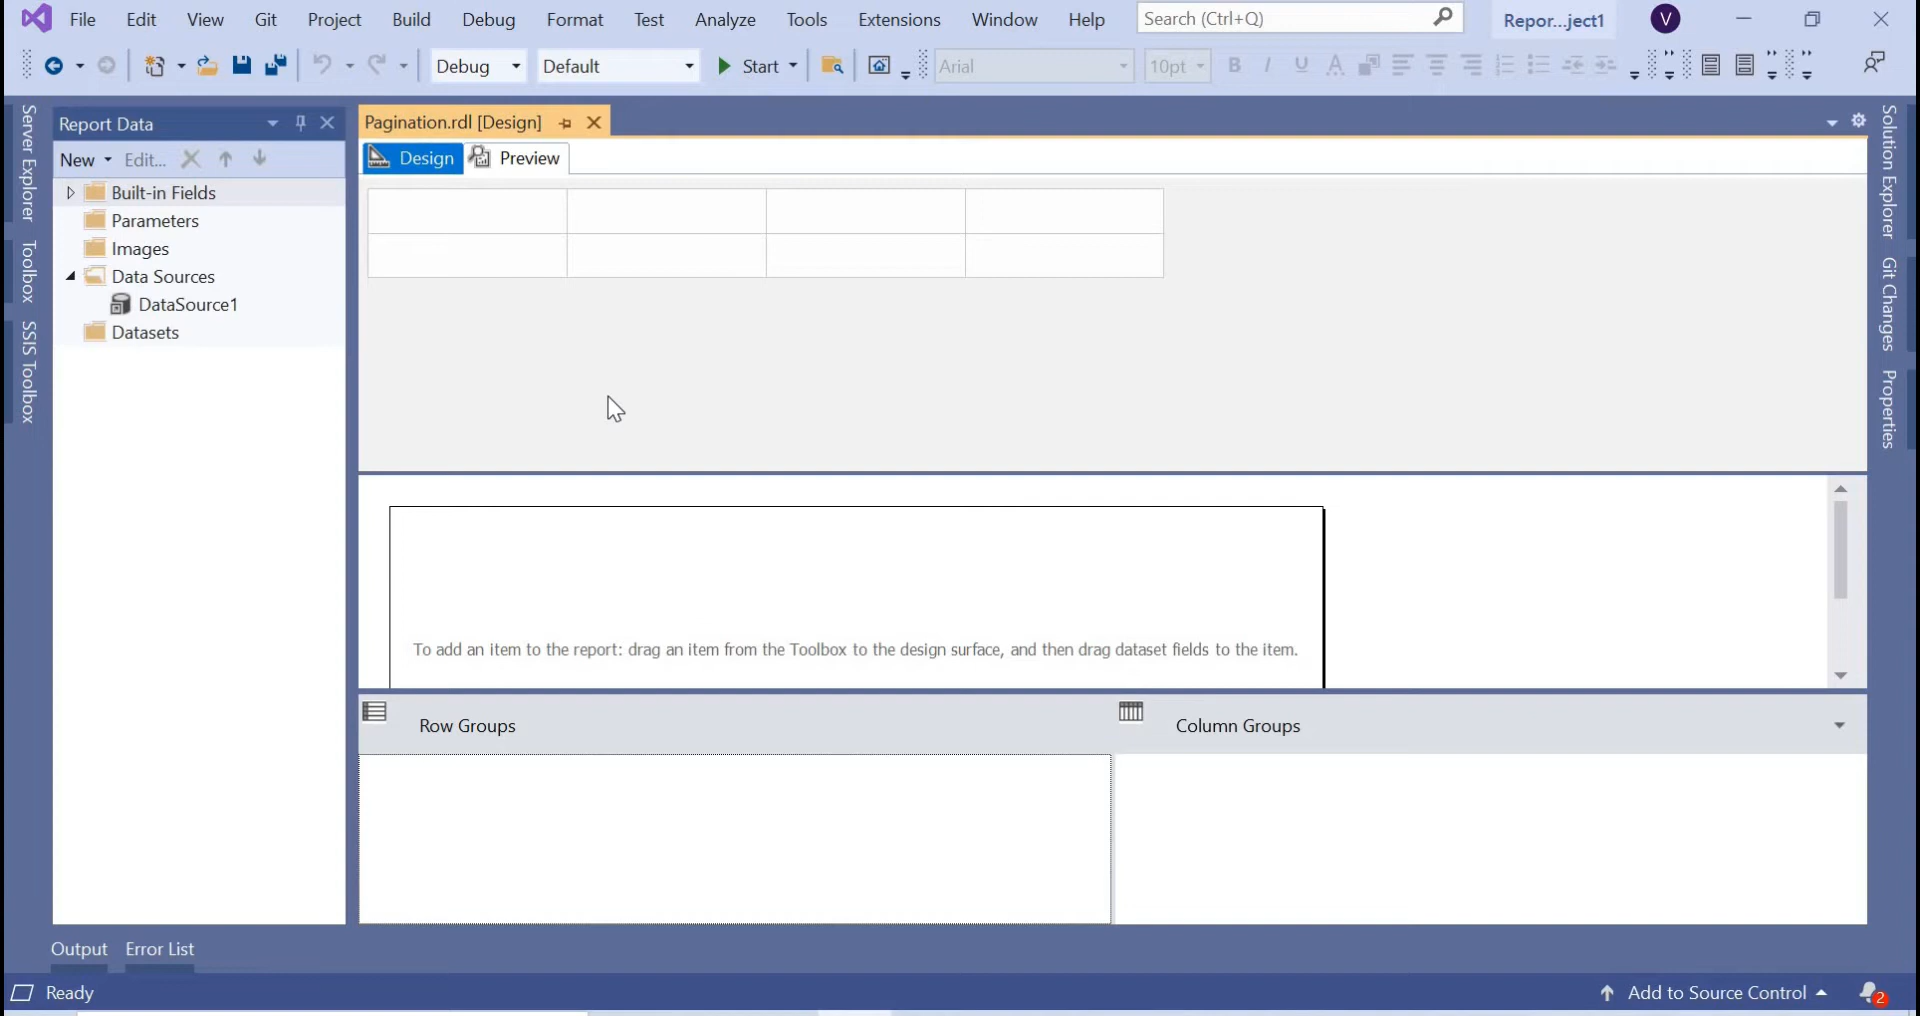 File Edit View Git Project Build Debug Format Test Analyze Tools Extensions Window Help Search (Ctrl+Q) Repor...ject1 V
Debug Default Start Arial 10pt B I U A
Server Explorer
Toolbox
SSIS Toolbox
Report Data
New Edit...
Built-in Fields
Parameters
Images
Data Sources
DataSource1
Datasets
Pagination.rdl [Design]
Design Preview
To add an item to the report: drag an item from the Toolbox to the design surface, and then drag dataset fields to the item.
Row Groups Column Groups
Solution Explorer
Git Changes
Properties
Output Error List
Ready Add to Source Control 2